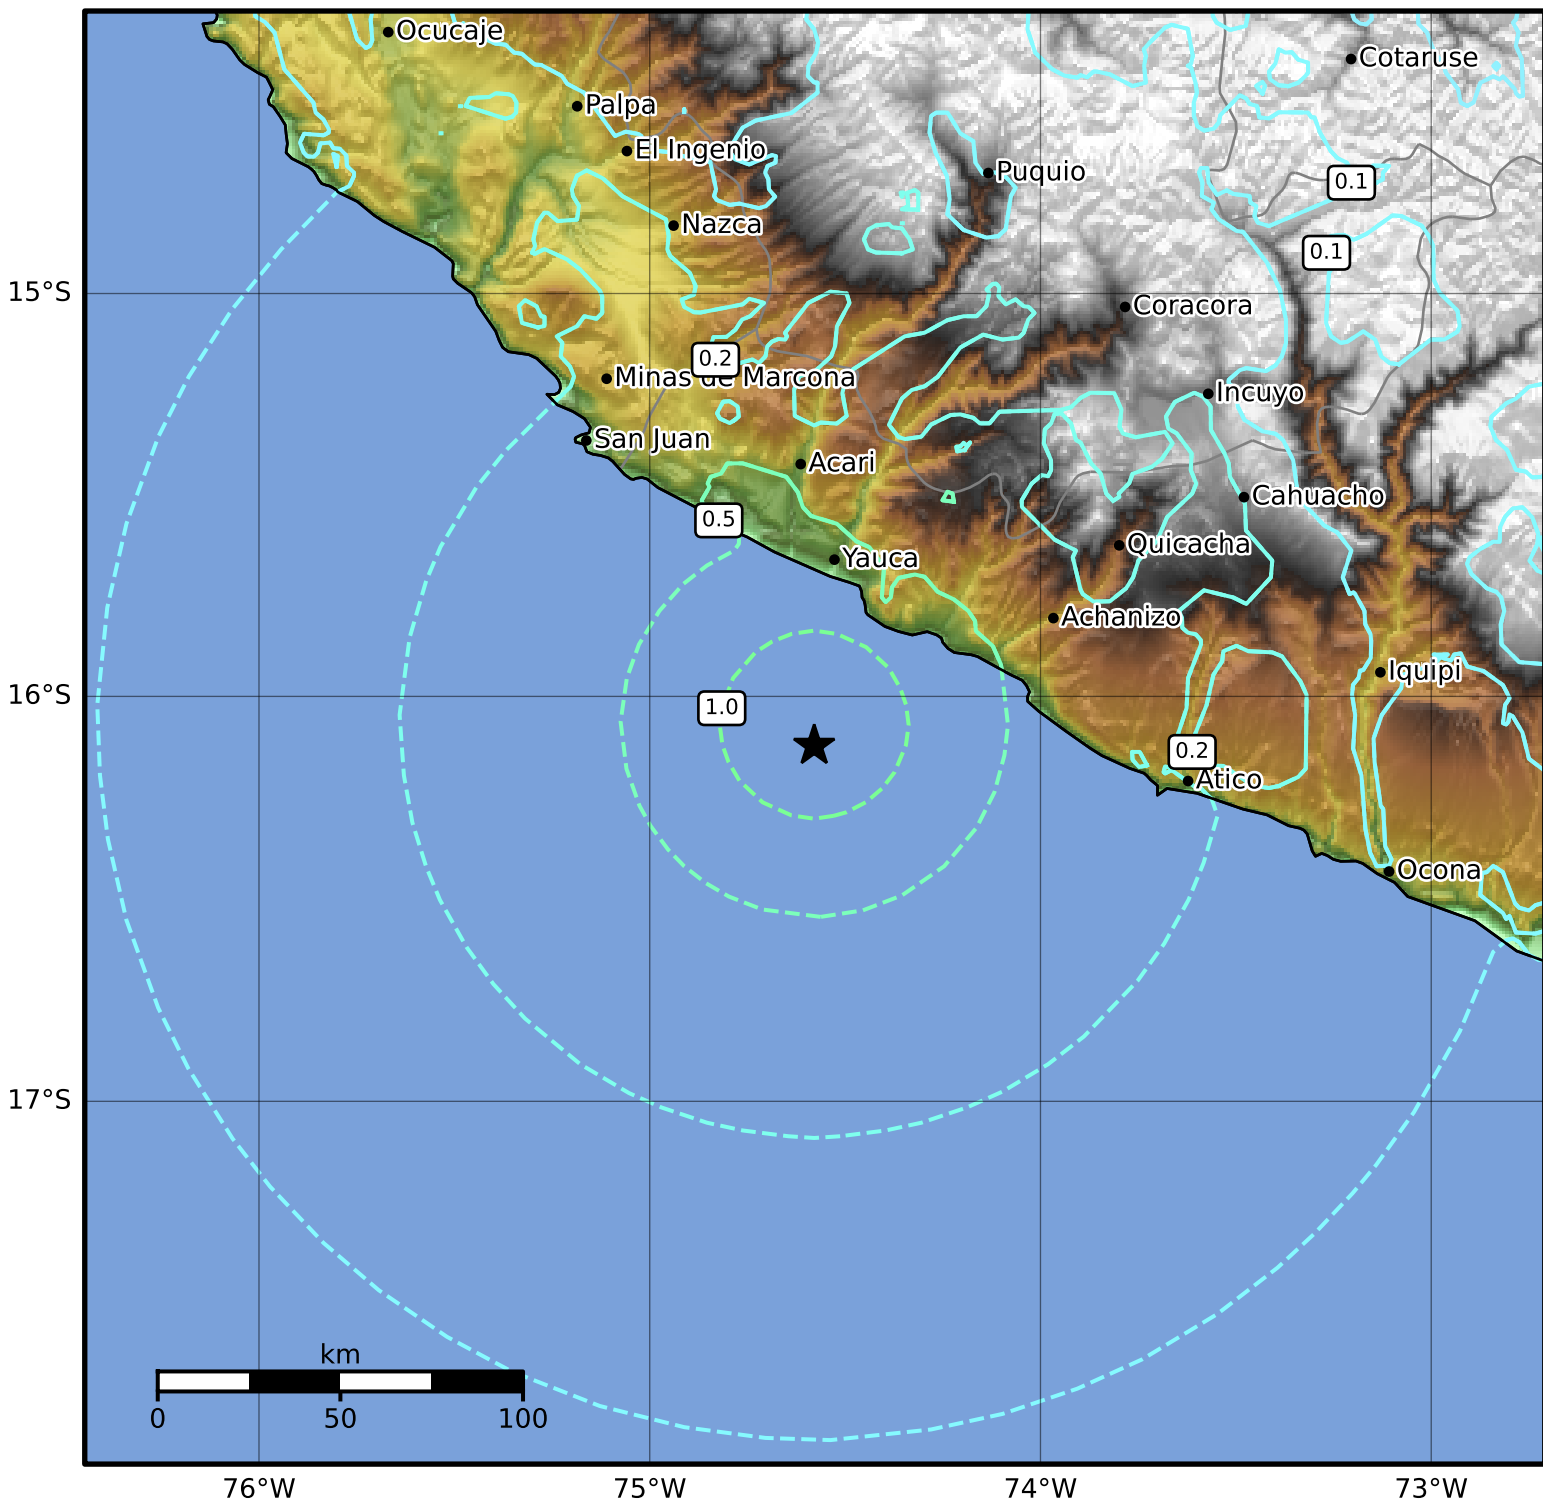 Ocucaje
Cotaruse
Palpa
El Ingenio
Puquio
0.1
Nazca
0.1
15°S
Coracora
0.2
Minas de Marcona
Incuyo
San Juan
Acari
Cahuacho
0.5
Quicacha
Yauca
Achanizo
Iquipi
16°S
1.0
0.2
Atico
Ocona
17°S
km
0 50 100
76°W 75°W 74°W 73°W